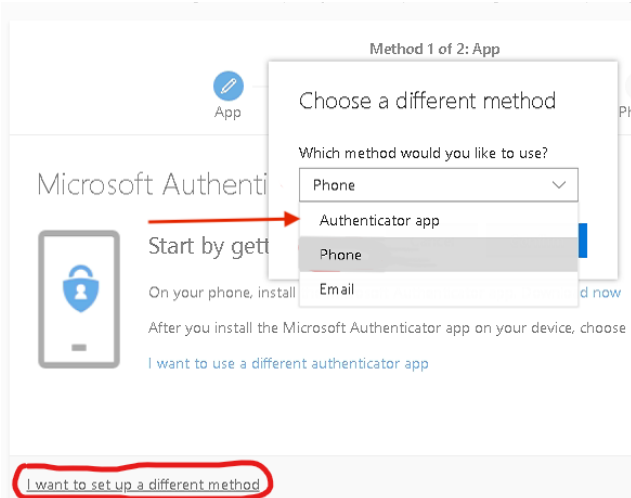 Method 1 of 2: App
App
Choose a different method
Which method would you like to use?
Phone
Authenticator app
Phone
Email
Microsoft Authenti
Start by gett
On your phone, install
d now
After you install the Microsoft Authenticator app on your device, choose
I want to use a different authenticator app
I want to set up a different method